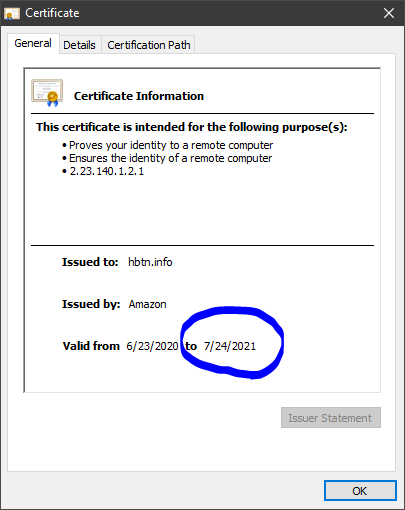 Certificate
General Details Certification Path
Certificate Information
This certificate is intended for the following purpose(s):
• Proves your identity to a remote computer
• Ensures the identity of a remote computer
• 2.23.140.1.2.1
Issued to: hbtn.info
Issued by: Amazon
Valid from 6/23/2020 to 7/24/2021
Issuer Statement
OK